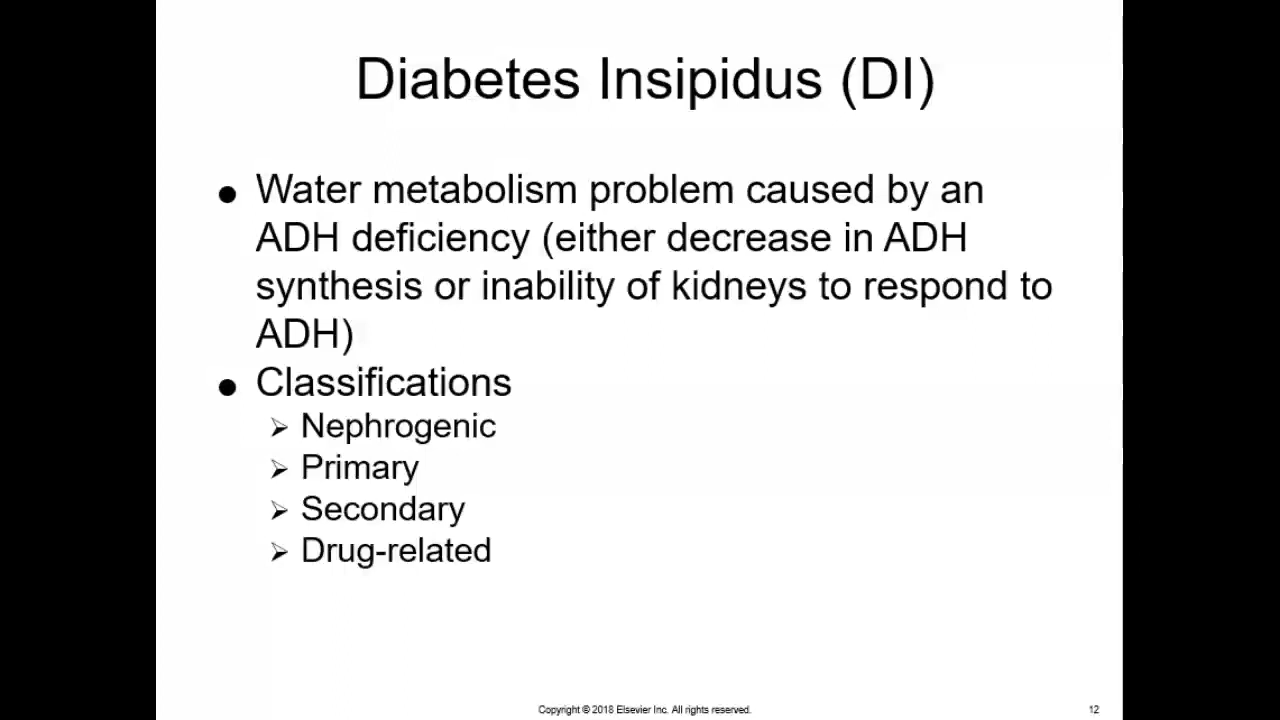 Diabetes Insipidus (DI)
● Water metabolism problem caused by an
ADH deficiency (either decrease in ADH
synthesis or inability of kidneys to respond to
ADH)
● Classifications
➢ Nephrogenic
➢ Primary
➢ Secondary
➢ Drug-related
Copyright © 2018 Elsevier Inc. All rights reserved.
12